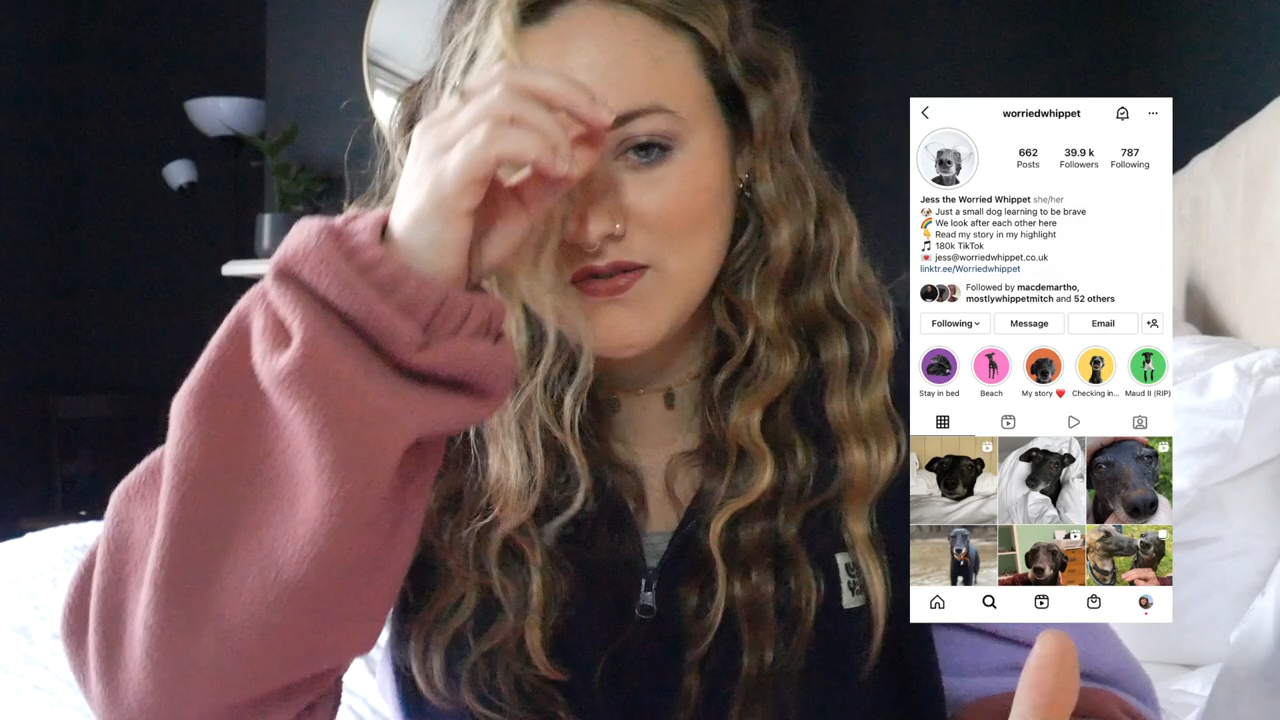 worriedwhippet
662
39.9 k
787
Posts
Followers
Following
Jess the Worried Whippet she/her
🐶 Just a small dog learning to be brave
🌈 We look after each other here
👇 Read my story in my highlight
🎵 180k TikTok
💌 jess@worriedwhippet.co.uk
linktr.ee/Worriedwhippet
Followed by macdemartho,
mostlywhippetmitch and 52 others
Following
Message
Email
Stay in bed
Beach
My story ❤️
Checking in...
Maud II (RIP)